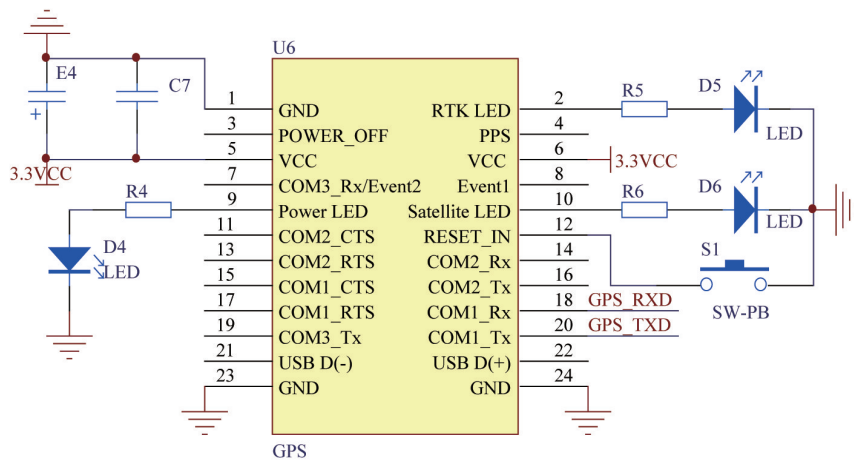 U6
E4
C7
+
3.3VCC
1 GND RTK LED 2 R5 D5 LED
3 POWER_OFF PPS 4
5 VCC VCC 6 3.3VCC
7 COM3_Rx/Event2 Event1 8
R4 9 Power LED Satellite LED 10 R6 D6 LED
D4 LED
11 COM2_CTS RESET_IN 12
S1
SW-PB
13 COM2_RTS COM2_Rx 14
15 COM1_CTS COM2_Tx 16
17 COM1_RTS COM1_Rx 18 GPS_RXD
19 COM3_Tx COM1_Tx 20 GPS_TXD
21 USB D(-) USB D(+) 22
23 GND GND 24
GPS